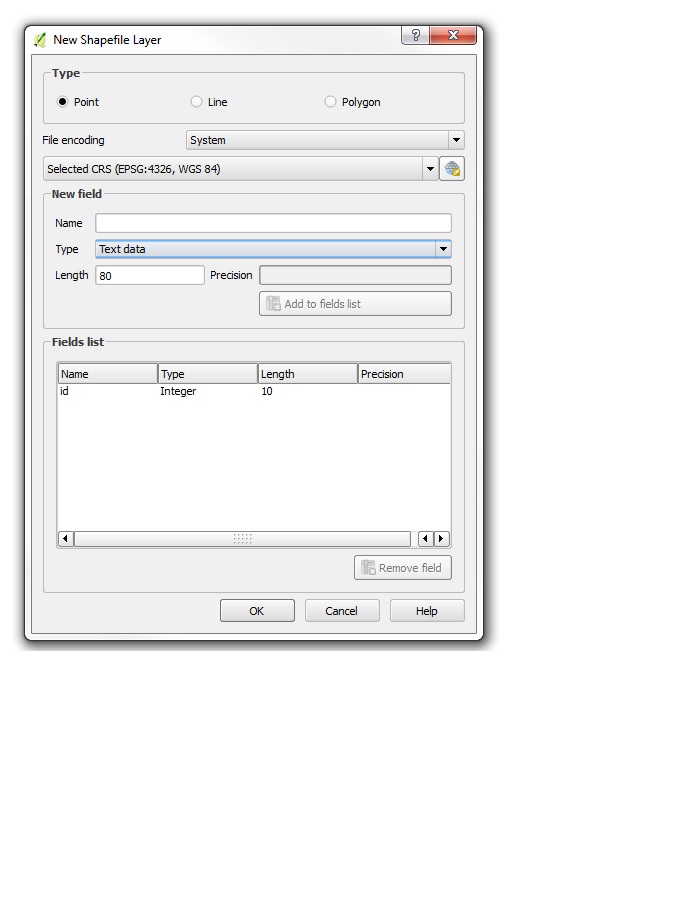 New Shapefile Layer
?
Type
Point Line Polygon
File encoding System
Selected CRS (EPSG:4326, WGS 84)
New field
Name
Type Text data
Length 80 Precision
Add to fields list
Fields list
Name Type Length Precision
id Integer 10
Remove field
OK Cancel Help